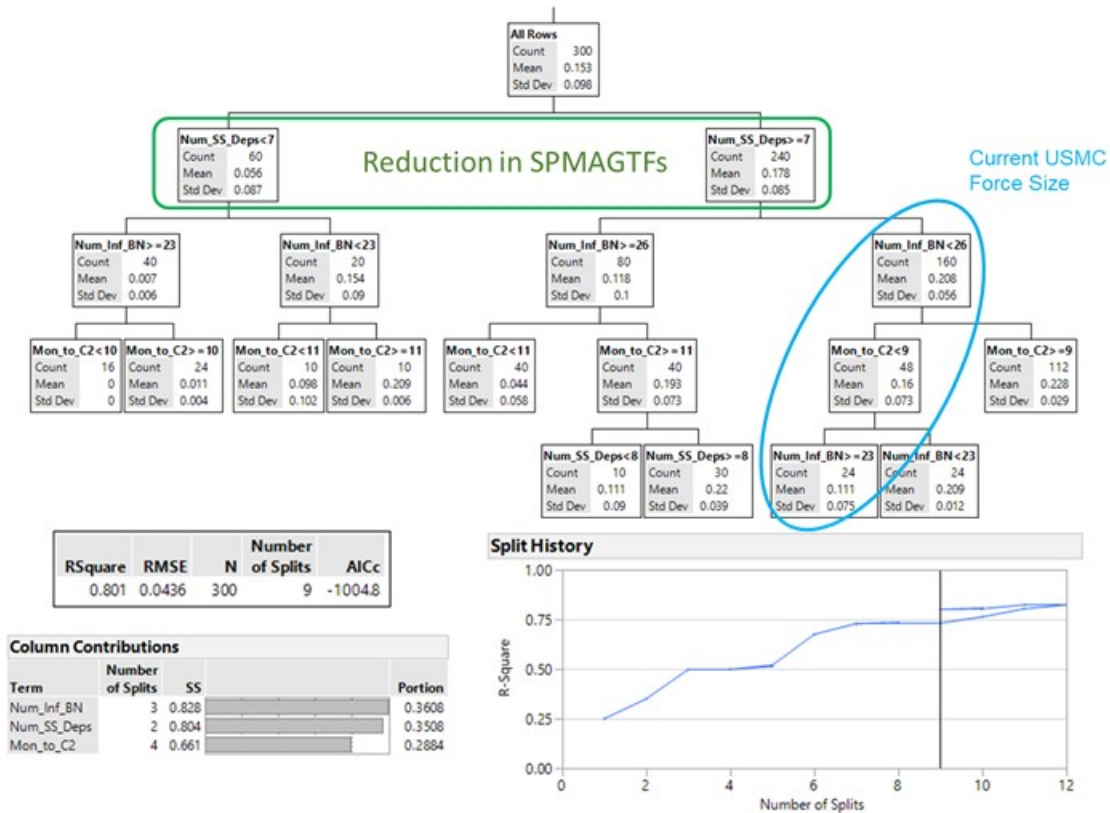 All Rows
Count 300
Mean 0.153
Std Dev 0.098
Num_SS_Deps<7
Count 60
Mean 0.056
Std Dev 0.087
Reduction in SPMAGTFs
Num_SS_Deps>=7
Count 240
Mean 0.178
Std Dev 0.085
Current USMC
Force Size
Num_Inf_BN>=23
Count 40
Mean 0.007
Std Dev 0.006
Num_Inf_BN<23
Count 20
Mean 0.154
Std Dev 0.09
Num_Inf_BN>=26
Count 80
Mean 0.118
Std Dev 0.1
Num_Inf_BN<26
Count 160
Mean 0.208
Std Dev 0.056
Mon_to_C2<10
Count 16
Mean 0
Std Dev 0
Mon_to_C2>=10
Count 24
Mean 0.011
Std Dev 0.004
Mon_to_C2<11
Count 10
Mean 0.098
Std Dev 0.102
Mon_to_C2>=11
Count 10
Mean 0.209
Std Dev 0.006
Mon_to_C2<11
Count 40
Mean 0.044
Std Dev 0.058
Mon_to_C2>=11
Count 40
Mean 0.193
Std Dev 0.073
Mon_to_C2<9
Count 48
Mean 0.16
Std Dev 0.073
Mon_to_C2>=9
Count 112
Mean 0.228
Std Dev 0.029
Num_SS_Deps<8
Count 10
Mean 0.111
Std Dev 0.09
Num_SS_Deps>=8
Count 30
Mean 0.22
Std Dev 0.039
Num_Inf_BN>=23
Count 24
Mean 0.111
Std Dev 0.075
Num_Inf_BN<23
Count 24
Mean 0.209
Std Dev 0.012
Number
RSquare RMSE N of Splits AICc
0.801 0.0436 300 9 -1004.8
Column Contributions
Number
Term of Splits SS Portion
Num_Inf_BN 3 0.828 0.3608
Num_SS_Deps 2 0.804 0.3508
Mon_to_C2 4 0.661 0.2884
Split History
R-Square
1.00
0.75
0.50
0.25
0.00
0 2 4 6 8 10 12
Number of Splits